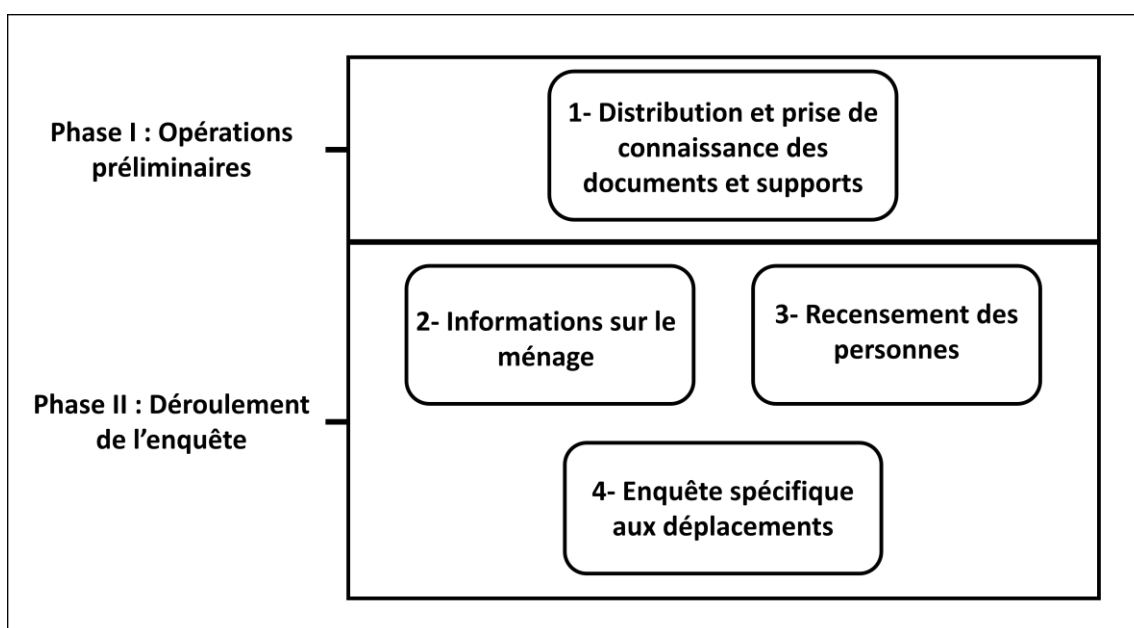 Phase I : Opérations
préliminaires
1- Distribution et prise de
connaissance des
documents et supports
Phase II : Déroulement
de l’enquête
2- Informations sur le
ménage
3- Recensement des
personnes
4- Enquête spécifique
aux déplacements